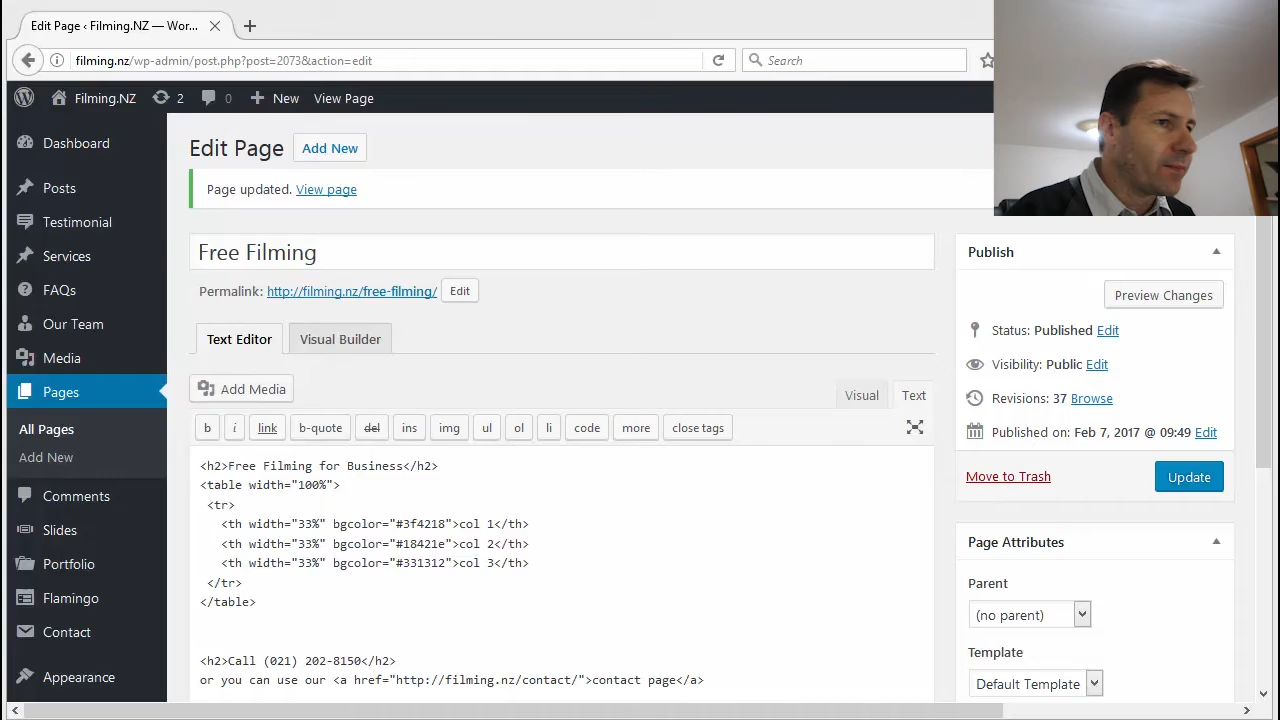 Edit Page ‹ Filming.NZ — Wor...
filming.nz/wp-admin/post.php?post=2073&action=edit
Search
Filming.NZ 2 0 New View Page
Dashboard
Posts
Testimonial
Services
FAQs
Our Team
Media
Pages
All Pages
Add New
Comments
Slides
Portfolio
Flamingo
Contact
Appearance
Edit Page Add New
Page updated. View page
Free Filming
Permalink: http://filming.nz/free-filming/ Edit
Text Editor Visual Builder
Add Media Visual Text
b i link b-quote del ins img ul ol li code more close tags
<h2>Free Filming for Business</h2>
<table width="100%">
<tr>
<th width="33%" bgcolor="#3f4218">col 1</th>
<th width="33%" bgcolor="#18421e">col 2</th>
<th width="33%" bgcolor="#331312">col 3</th>
</tr>
</table>
<h2>Call (021) 202-8150</h2>
or you can use our <a href="http://filming.nz/contact/">contact page</a>
Publish
Preview Changes
Status: Published Edit
Visibility: Public Edit
Revisions: 37 Browse
Published on: Feb 7, 2017 @ 09:49 Edit
Move to Trash Update
Page Attributes
Parent
(no parent)
Template
Default Template